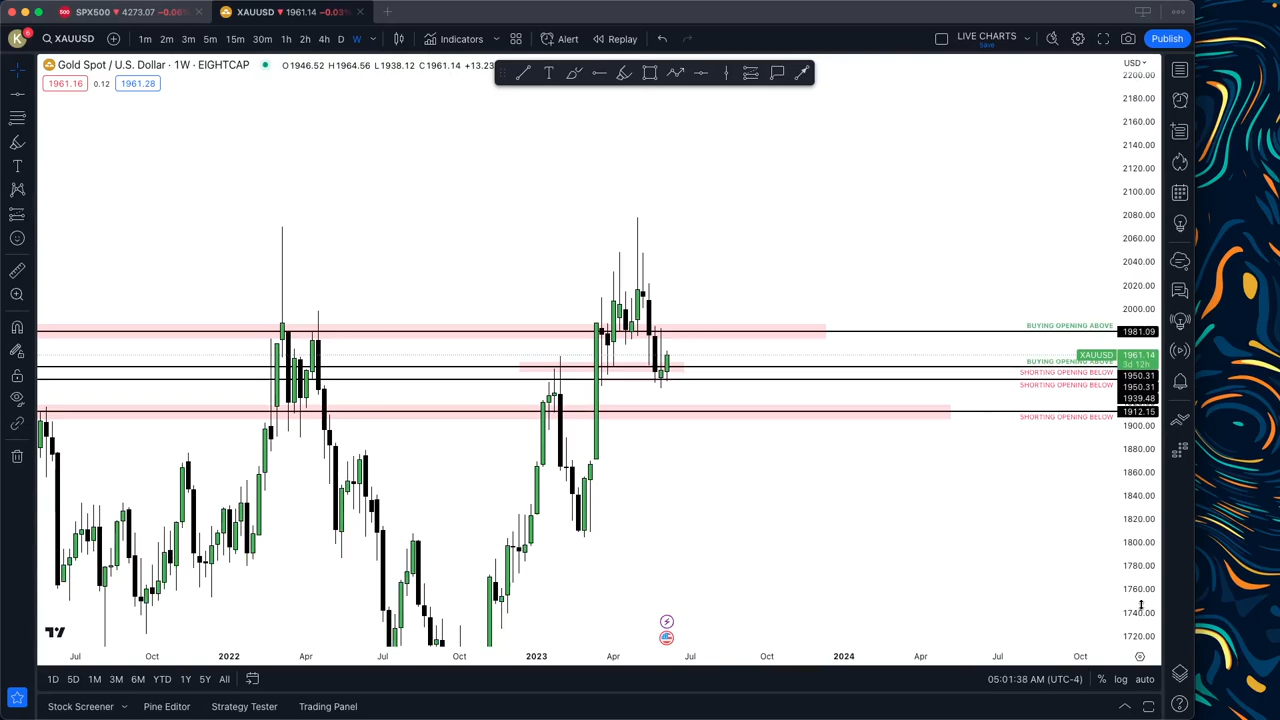 SPX500 ▼ 4273.07 −0.06%
XAUUSD ▼ 1961.14 −0.03%
K 6 XAUUSD 1m 2m 3m 5m 15m 30m 1h 2h 4h D W Indicators Alert Replay LIVE CHARTS Save Publish
Gold Spot / U.S. Dollar · 1W · EIGHTCAP O1946.52 H1964.56 L1938.12 C1961.14 +13.23
USD
1961.16 0.12 1961.28
2200.00
2180.00
2160.00
2140.00
2120.00
2100.00
2080.00
2060.00
2040.00
2020.00
2000.00
BUYING OPENING ABOVE 1981.09
XAUUSD 1961.14
BUYING OPENING ABOVE 3d 12h
SHORTING OPENING BELOW 1950.31
SHORTING OPENING BELOW 1950.31
1939.48
1912.15
SHORTING OPENING BELOW
1900.00
1880.00
1860.00
1840.00
1820.00
1800.00
1780.00
1760.00
1740.00
1720.00
Jul Oct 2022 Apr Jul Oct 2023 Apr Jul Oct 2024 Apr Jul Oct
1D 5D 1M 3M 6M YTD 1Y 5Y All 05:01:38 AM (UTC-4) % log auto
Stock Screener Pine Editor Strategy Tester Trading Panel